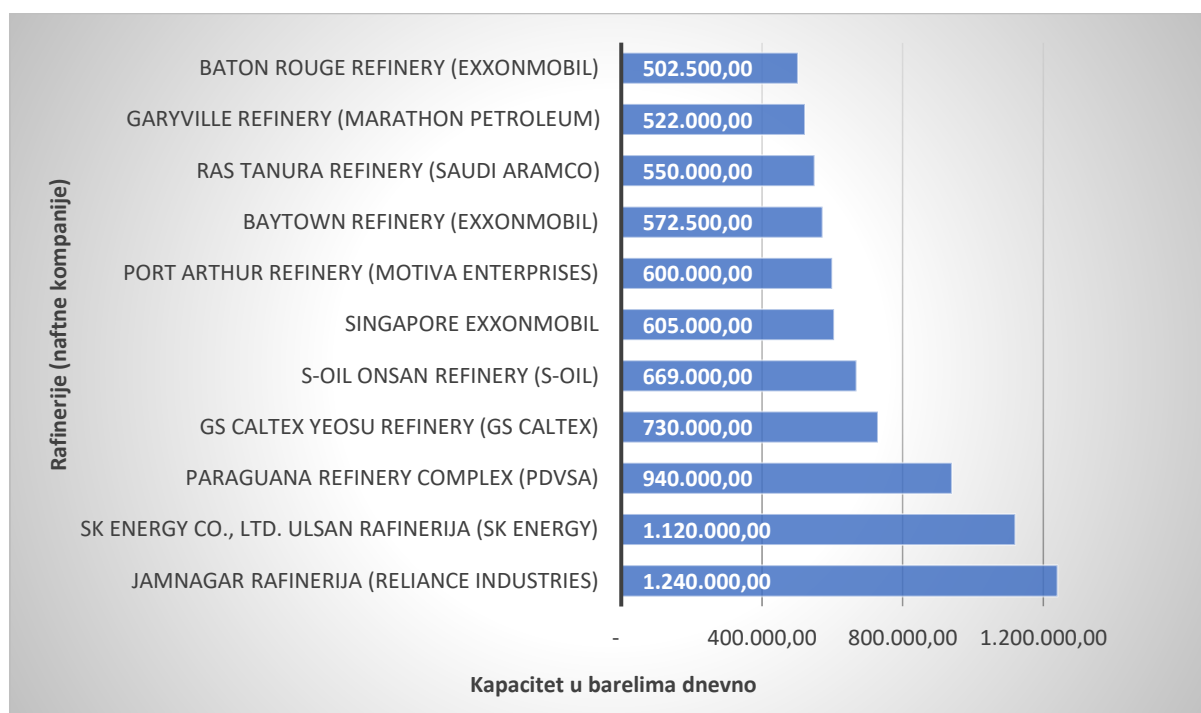 Rafinerije (naftne kompanije)
BATON ROUGE REFINERY (EXXONMOBIL) 502.500,00
GARYVILLE REFINERY (MARATHON PETROLEUM) 522.000,00
RAS TANURA REFINERY (SAUDI ARAMCO) 550.000,00
BAYTOWN REFINERY (EXXONMOBIL) 572.500,00
PORT ARTHUR REFINERY (MOTIVA ENTERPRISES) 600.000,00
SINGAPORE EXXONMOBIL 605.000,00
S-OIL ONSAN REFINERY (S-OIL) 669.000,00
GS CALTEX YEOSU REFINERY (GS CALTEX) 730.000,00
PARAGUANA REFINERY COMPLEX (PDVSA) 940.000,00
SK ENERGY CO., LTD. ULSAN RAFINERIJA (SK ENERGY) 1.120.000,00
JAMNAGAR RAFINERIJA (RELIANCE INDUSTRIES) 1.240.000,00
- 400.000,00 800.000,00 1.200.000,00
Kapacitet u barelima dnevno